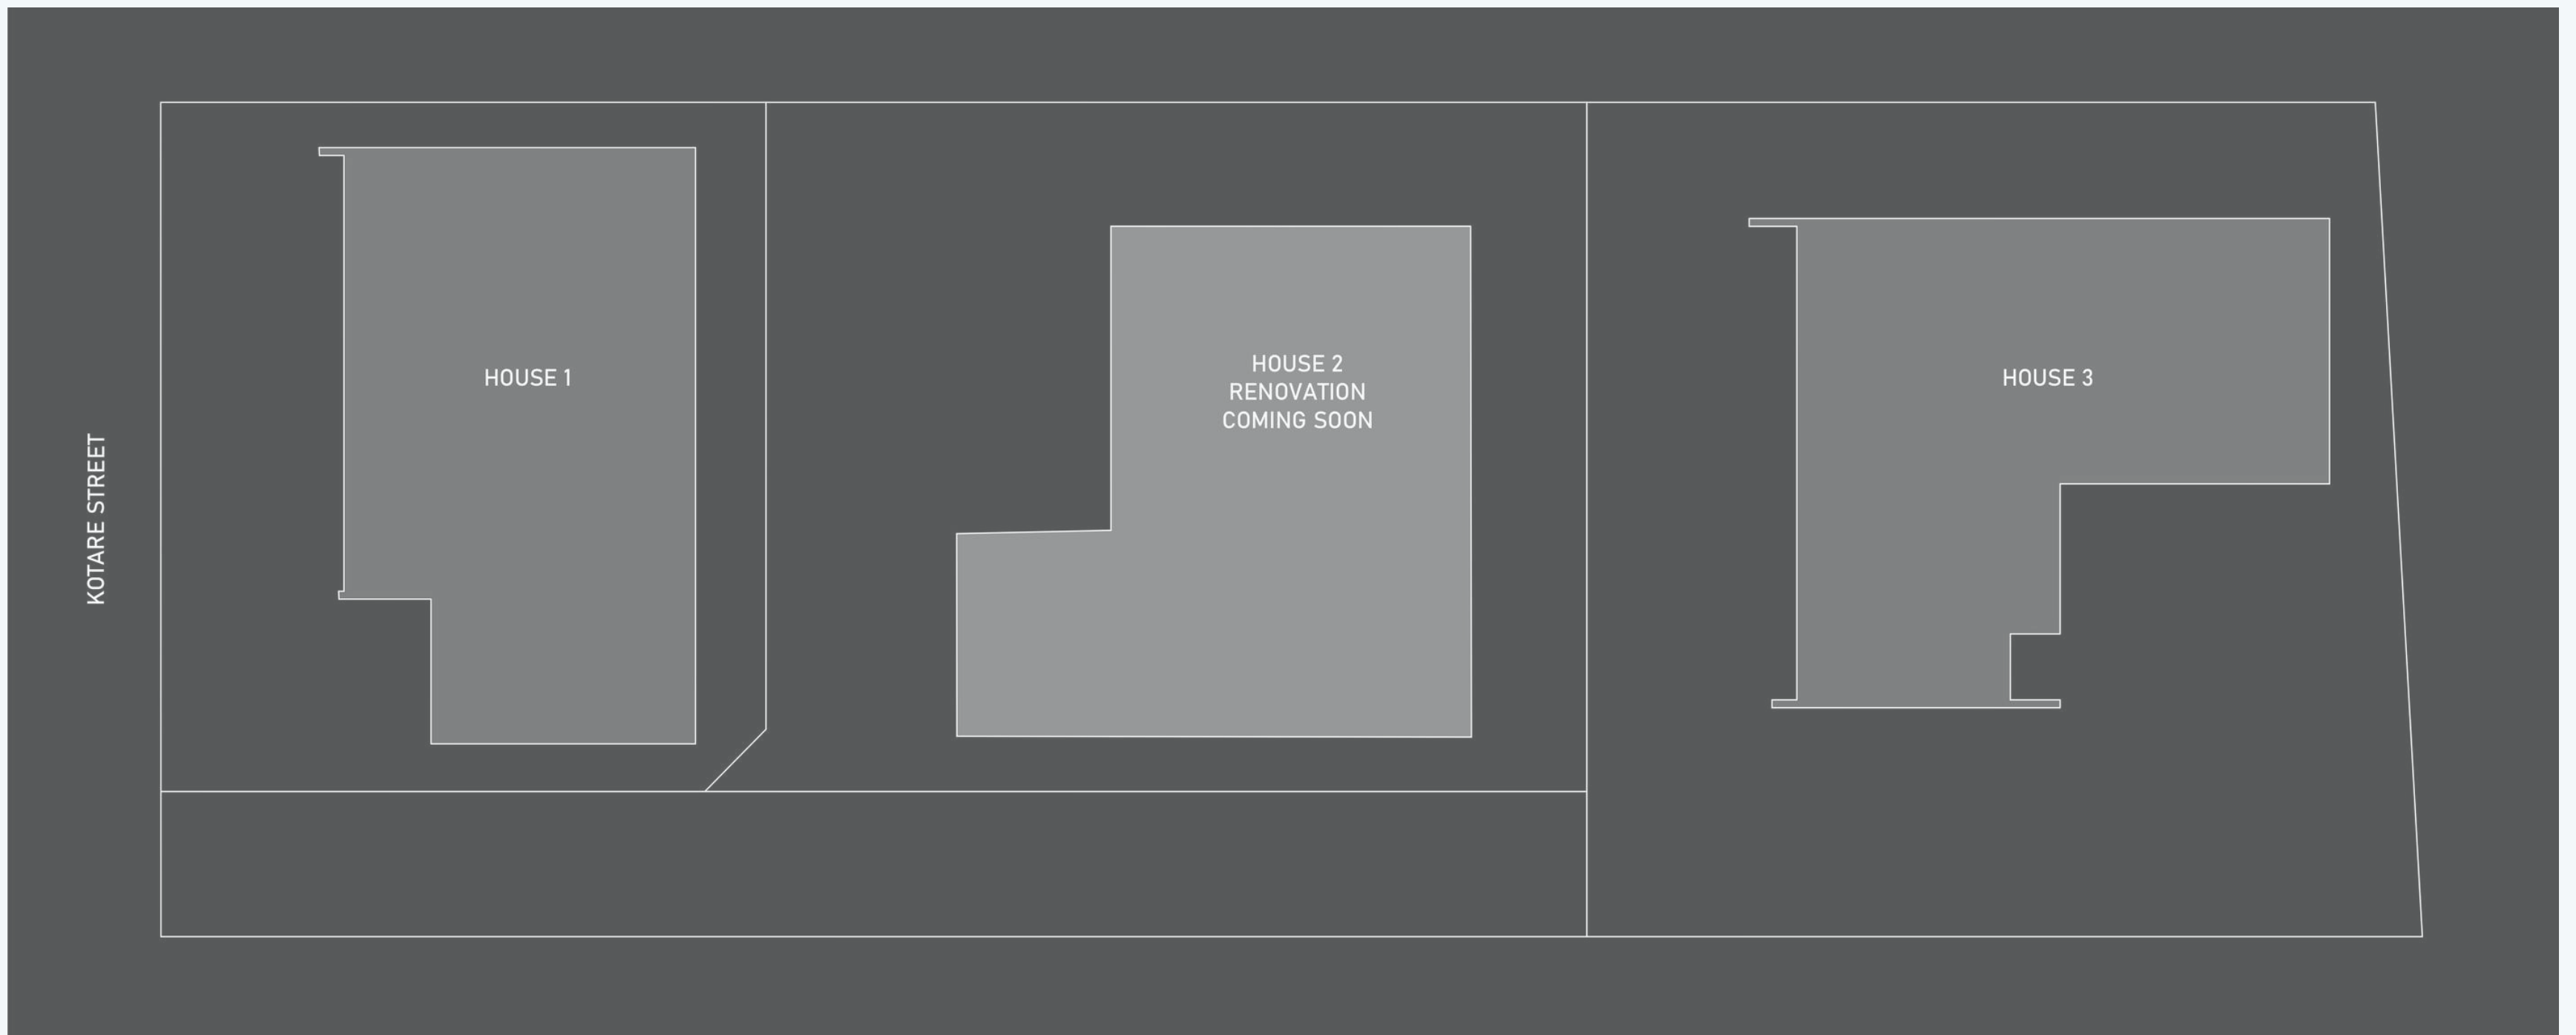 KOTARE STREET
HOUSE 1
HOUSE 2
RENOVATION
COMING SOON
HOUSE 3